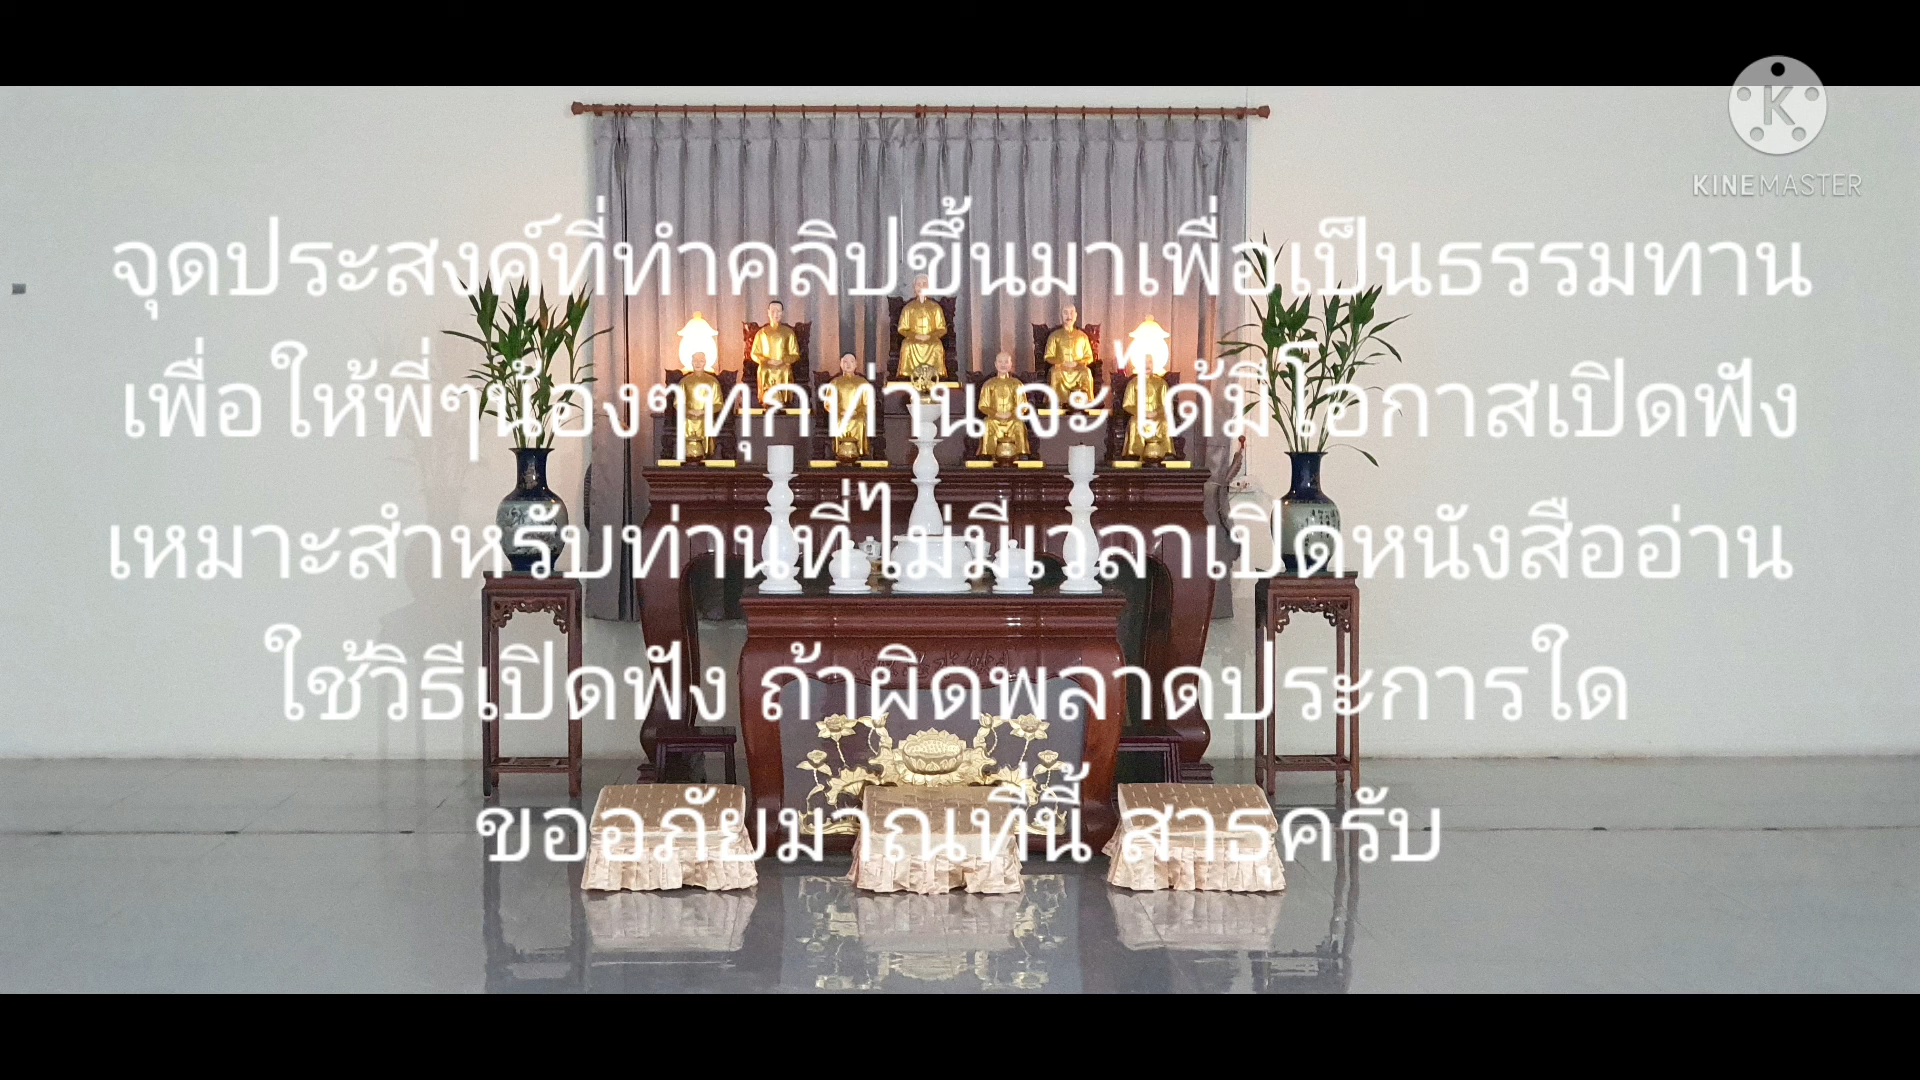 KINEMASTER
จุดประสงค์ที่ทำคลิปขึ้นมาเพื่อเป็นธรรมทาน
เพื่อให้พี่ๆน้องๆทุกท่าน จะได้มีโอกาสเปิดฟัง
เหมาะสำหรับท่านที่ไม่มีเวลาเปิดหนังสืออ่าน
ใช้วิธีเปิดฟัง ถ้าผิดพลาดประการใด
ขออภัยมาณที่นี้ สาธุครับ